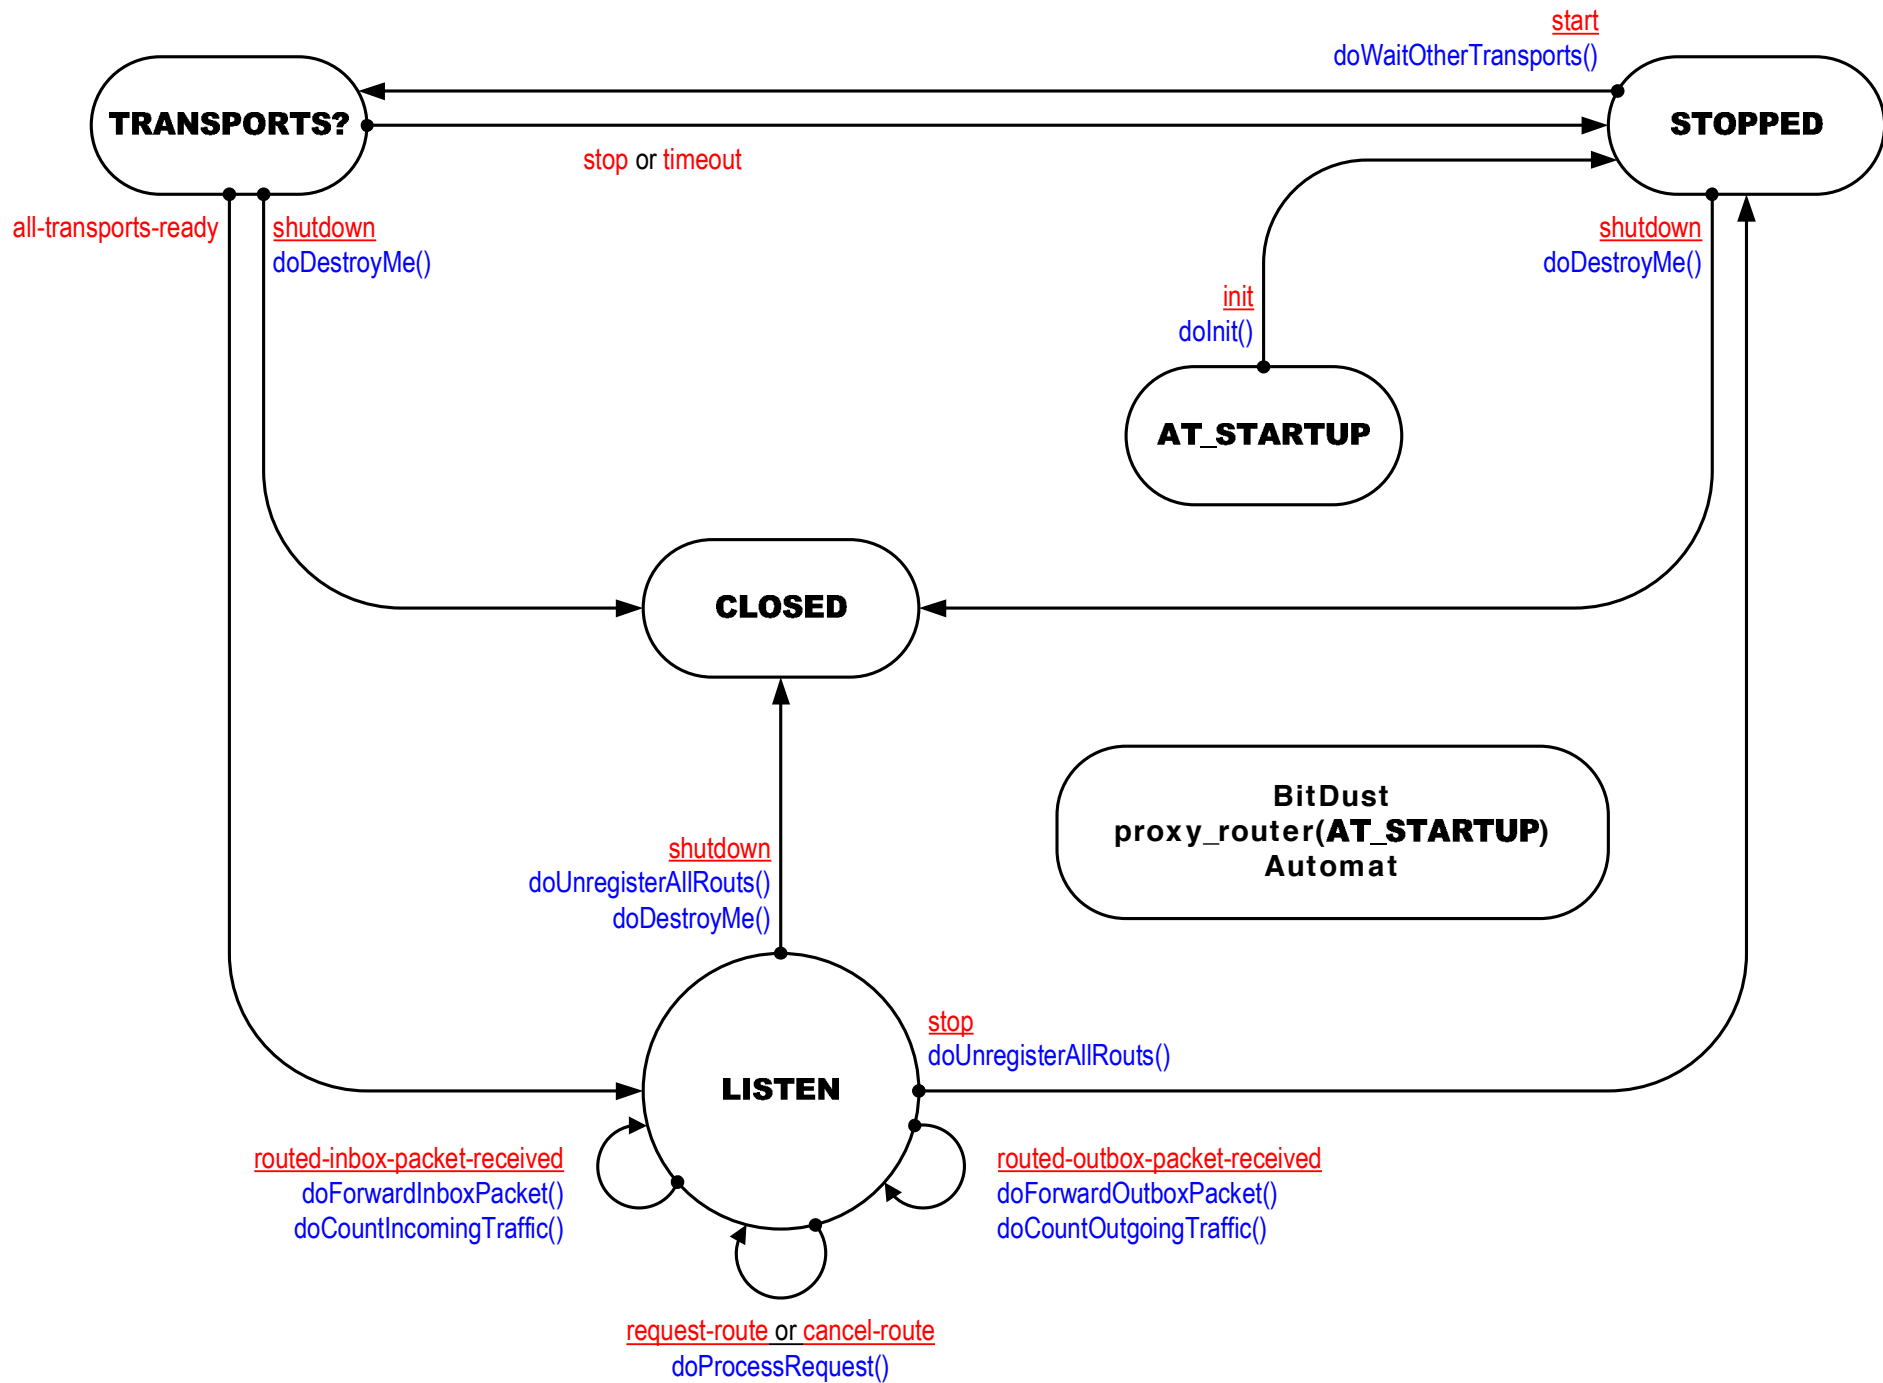 start
doWaitOtherTransports()
TRANSPORTS?
STOPPED
stop or timeout
all-transports-ready
shutdown
doDestroyMe()
shutdown
doDestroyMe()
init
doInit()
AT_STARTUP
CLOSED
BitDust
proxy_router(AT_STARTUP)
Automat
shutdown
doUnregisterAllRouts()
doDestroyMe()
stop
doUnregisterAllRouts()
LISTEN
routed-inbox-packet-received
doForwardInboxPacket()
doCountIncomingTraffic()
routed-outbox-packet-received
doForwardOutboxPacket()
doCountOutgoingTraffic()
request-route or cancel-route
doProcessRequest()